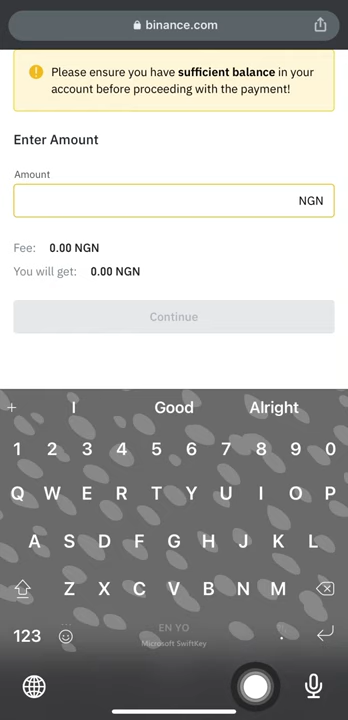 binance.com
Please ensure you have sufficient balance in your
account before proceeding with the payment!
Enter Amount
Amount
NGN
Fee: 0.00 NGN
You will get: 0.00 NGN
Continue
+ I Good Alright
1 2 3 4 5 6 7 8 9 0
Q W E R T Y U I O P
A S D F G H J K L
Z X C V B N M
123 EN YO .
Microsoft SwiftKey